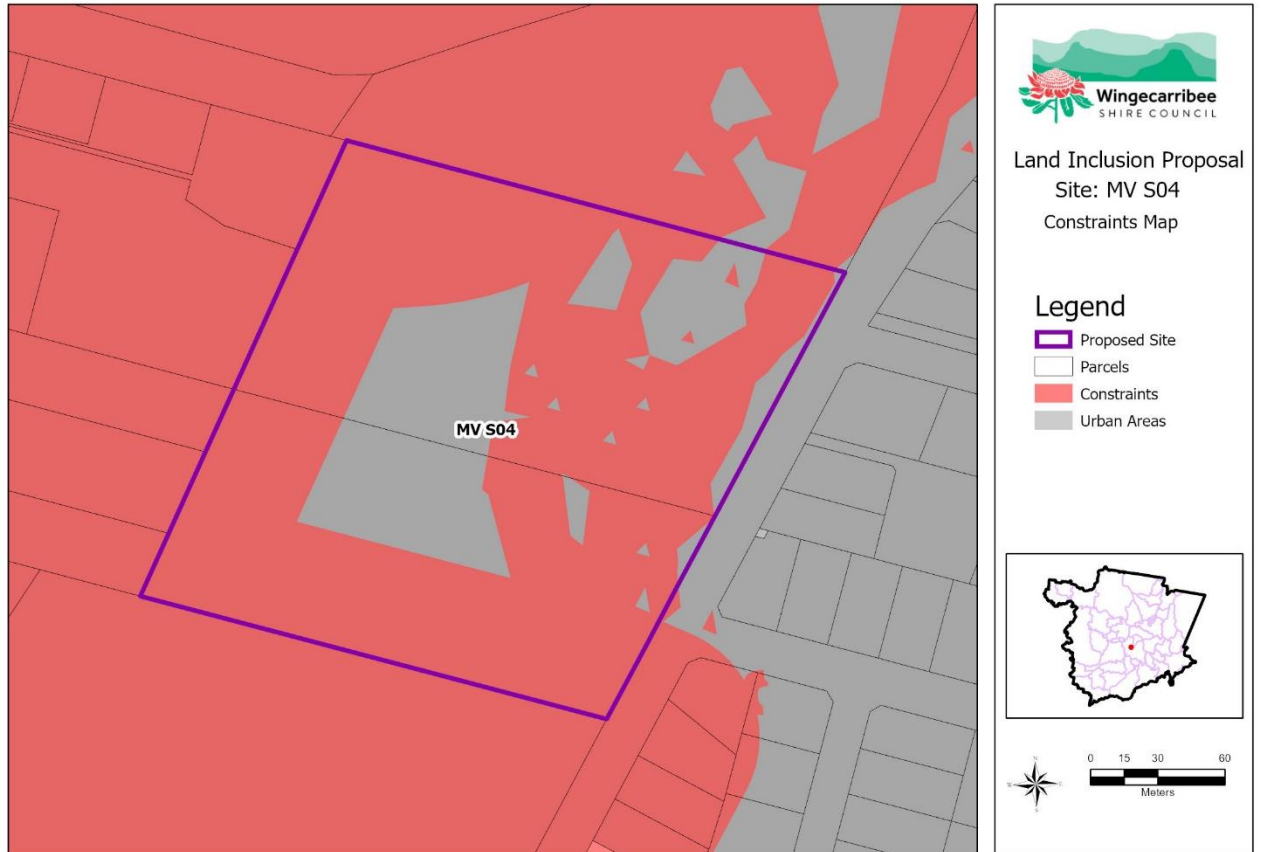 MV S04
Wingecarribee
SHIRE COUNCIL
Land Inclusion Proposal
Site: MV S04
Constraints Map
Legend
Proposed Site
Parcels
Constraints
Urban Areas
N
W E
S
0 15 30 60
Meters